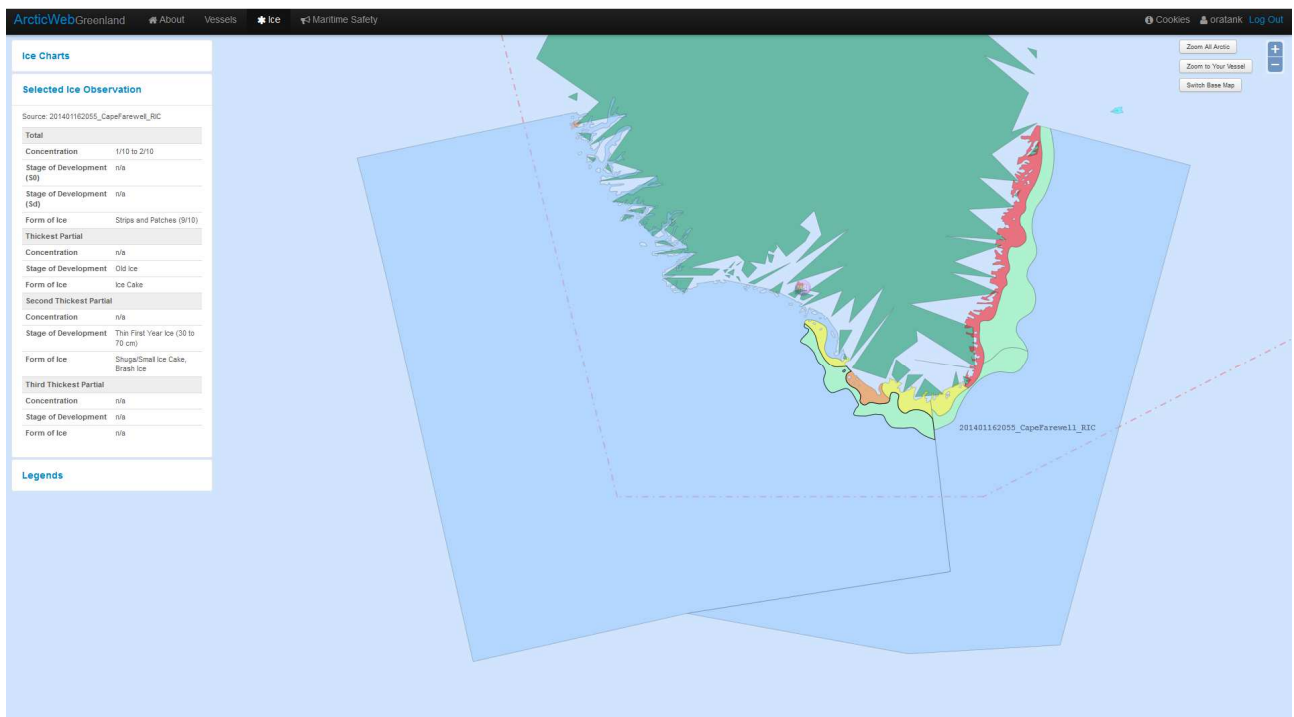 ArcticWebGreenland About Vessels Ice Maritime Safety Cookies oratank Log Out
Ice Charts
Selected Ice Observation
Source: 201401162055_CapeFarewell_RIC
Total
Concentration 1/10 to 2/10
Stage of Development n/a
(S0)
Stage of Development n/a
(Sd)
Form of Ice Strips and Patches (9/10)
Thickest Partial
Concentration n/a
Stage of Development Old Ice
Form of Ice Ice Cake
Second Thickest Partial
Concentration n/a
Stage of Development Thin First Year Ice (30 to
70 cm)
Form of Ice Shuga/Small Ice Cake,
Brash Ice
Third Thickest Partial
Concentration n/a
Stage of Development n/a
Form of Ice n/a
Legends
Zoom All Arctic
Zoom to Your Vessel
Switch Base Map
+
−
201401162055_CapeFarewell_RIC